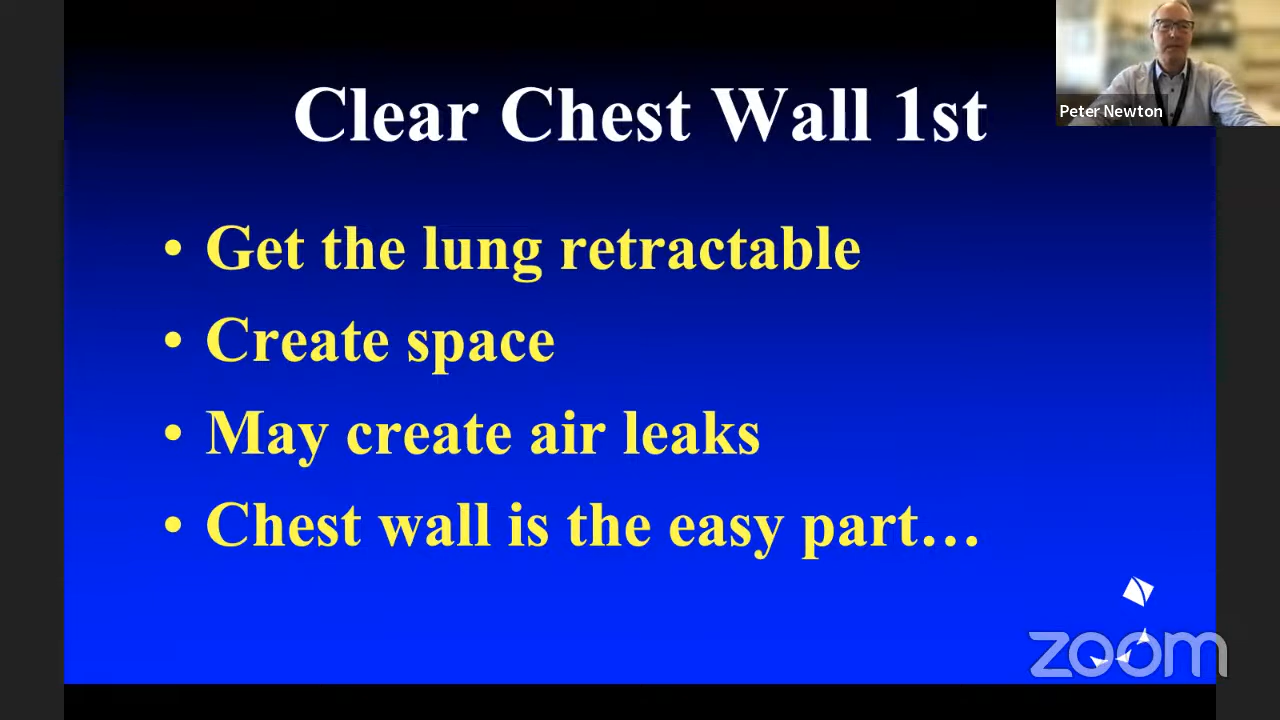 Clear Chest Wall 1st
Peter Newton
• Get the lung retractable
• Create space
• May create air leaks
• Chest wall is the easy part…
zoom